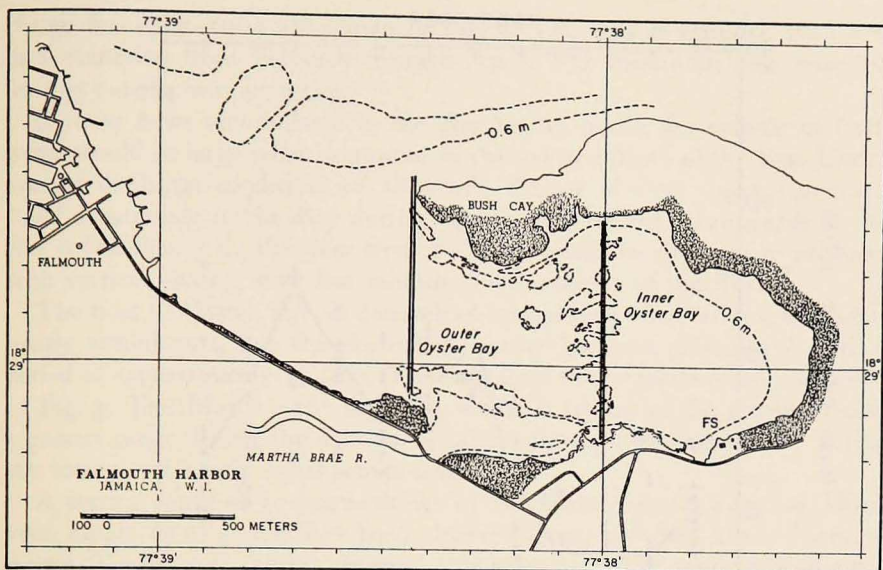 77°39'
77°38'
0.6 m
BUSH CAY
FALMOUTH
Inner
Oyster Bay
0.6m
Outer
Oyster Bay
18°
29'
18°
29'
FS
MARTHA BRAE R.
FALMOUTH HARBOR
JAMAICA, W. I.
100 0 500 METERS
77°39'
77°38'